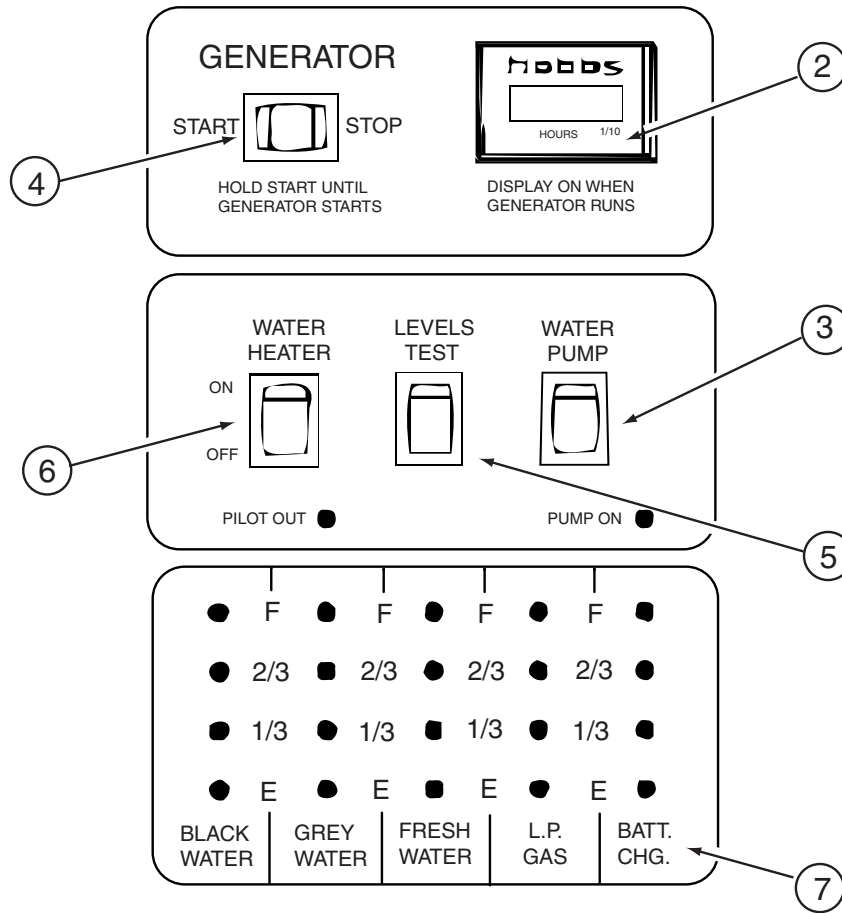 GENERATOR
START
STOP
HOLD START UNTIL
GENERATOR STARTS
hobbs
HOURS 1/10
DISPLAY ON WHEN
GENERATOR RUNS
2
4
WATER
HEATER
LEVELS
TEST
WATER
PUMP
ON
OFF
PILOT OUT
PUMP ON
3
6
5
F F F F
2/3 2/3 2/3 2/3
1/3 1/3 1/3 1/3
E E E E
BLACK
WATER
GREY
WATER
FRESH
WATER
L.P.
GAS
BATT.
CHG.
7